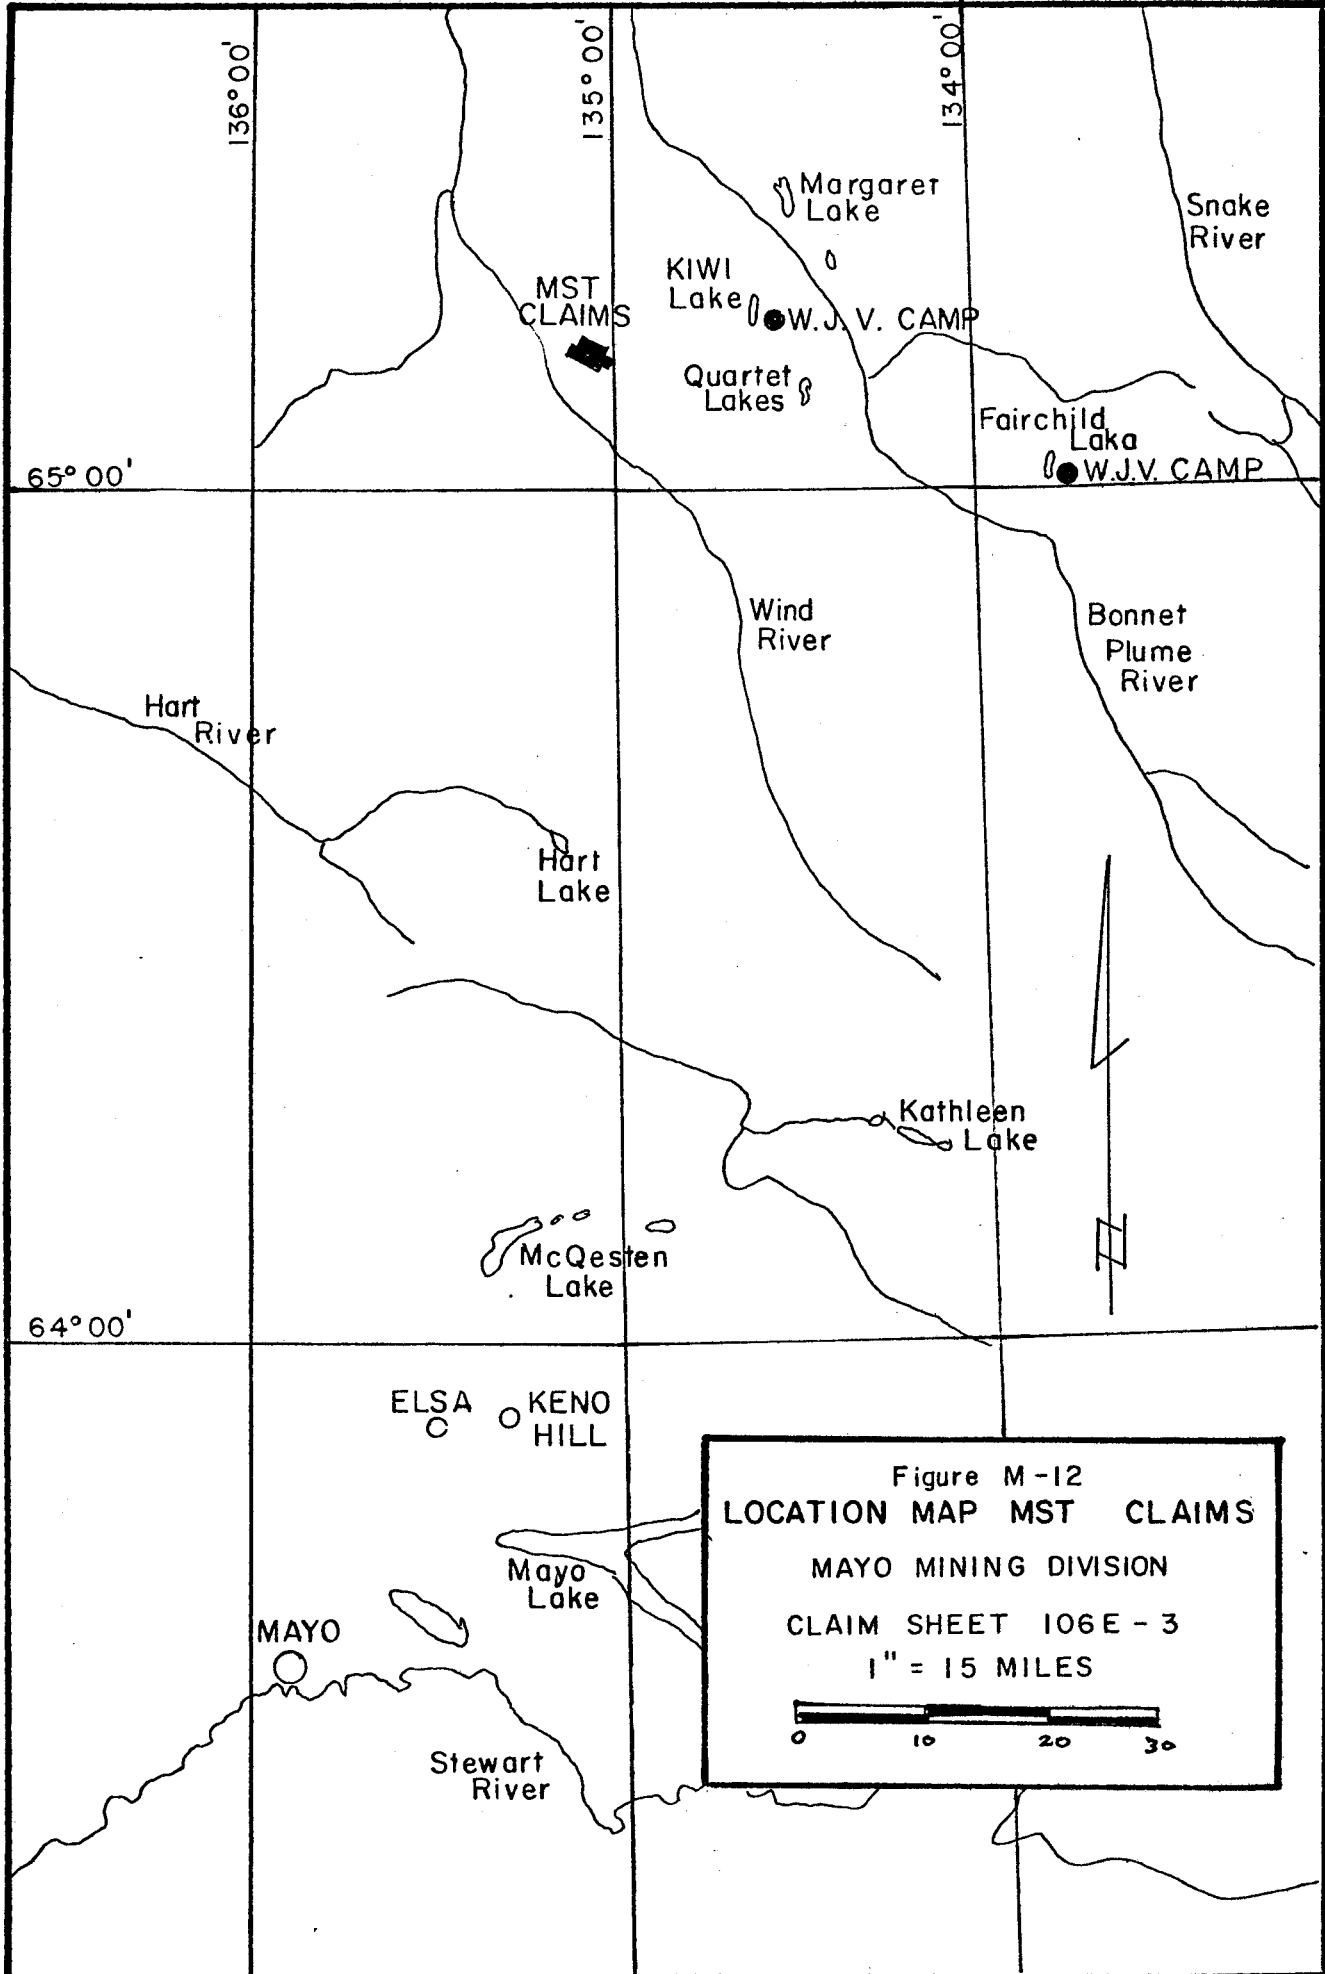 136°00'
135°00'
134°00'
Margaret
Lake
Snake
River
KIWI
Lake
W.J.V. CAMP
MST
CLAIMS
Quartet
Lakes
Fairchild
Laka
W.J.V. CAMP
65°00'
Wind
River
Bonnet
Plume
River
Hart
River
Hart
Lake
Kathleen
Lake
McQesten
Lake
64°00'
ELSA
KENO
HILL
Mayo
Lake
MAYO
Stewart
River
Figure M-12
LOCATION MAP MST CLAIMS
MAYO MINING DIVISION
CLAIM SHEET 106E-3
1" = 15 MILES
0 10 20 30